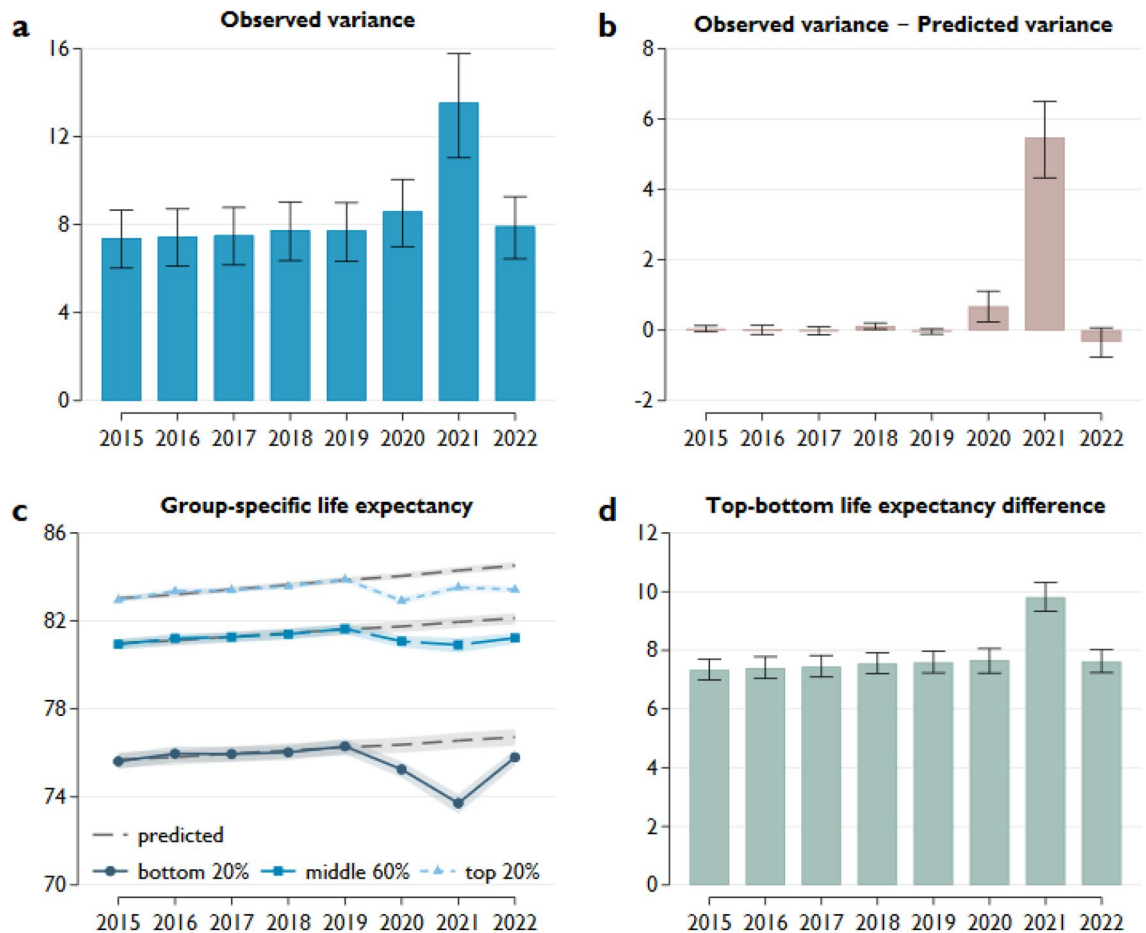 a Observed variance
16
12
8
4
0
2015 2016 2017 2018 2019 2020 2021 2022
b Observed variance – Predicted variance
8
6
4
2
0
-2
2015 2016 2017 2018 2019 2020 2021 2022
c Group-specific life expectancy
86
82
78
74
70
predicted
bottom 20% middle 60% top 20%
2015 2016 2017 2018 2019 2020 2021 2022
d Top-bottom life expectancy difference
12
10
8
6
4
2
0
2015 2016 2017 2018 2019 2020 2021 2022